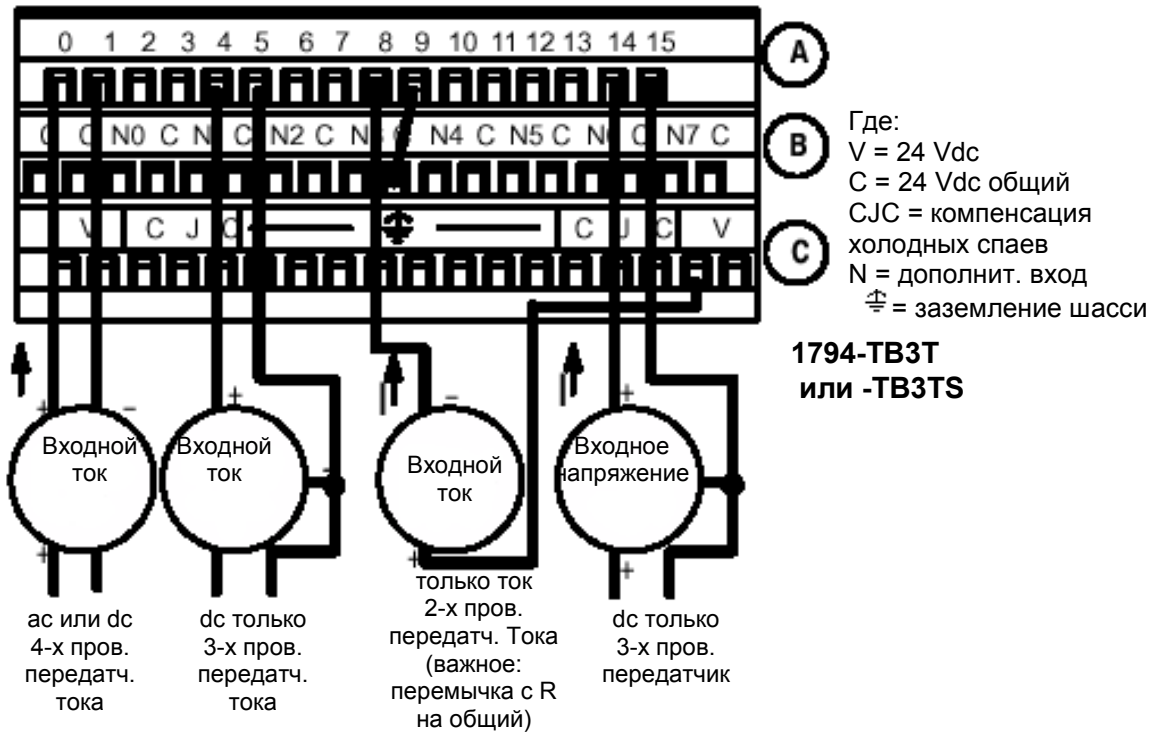 0 1 2 3 4 5 6 7 8 9 10 11 12 13 14 15
A
C C N0 C N C N2 C N3 C N4 C N5 C N6 C N7 C
B
V C J C C J C V
C
Где:
V = 24 Vdc
C = 24 Vdc общий
CJC = компенсация
холодных спаев
N = дополнит. вход
= заземление шасси
1794-TB3T
или -TB3TS
+ -
Входной
ток
+
ac или dc
4-х пров.
передатч.
тока
+
Входной
ток
-
dc только
3-х пров.
передатч.
тока
-
Входной
ток
+
только ток
2-х пров.
передатч. Тока
(важное:
перемычка с R
на общий)
+
Входное
напряжение
+
dc только
3-х пров.
передатчик